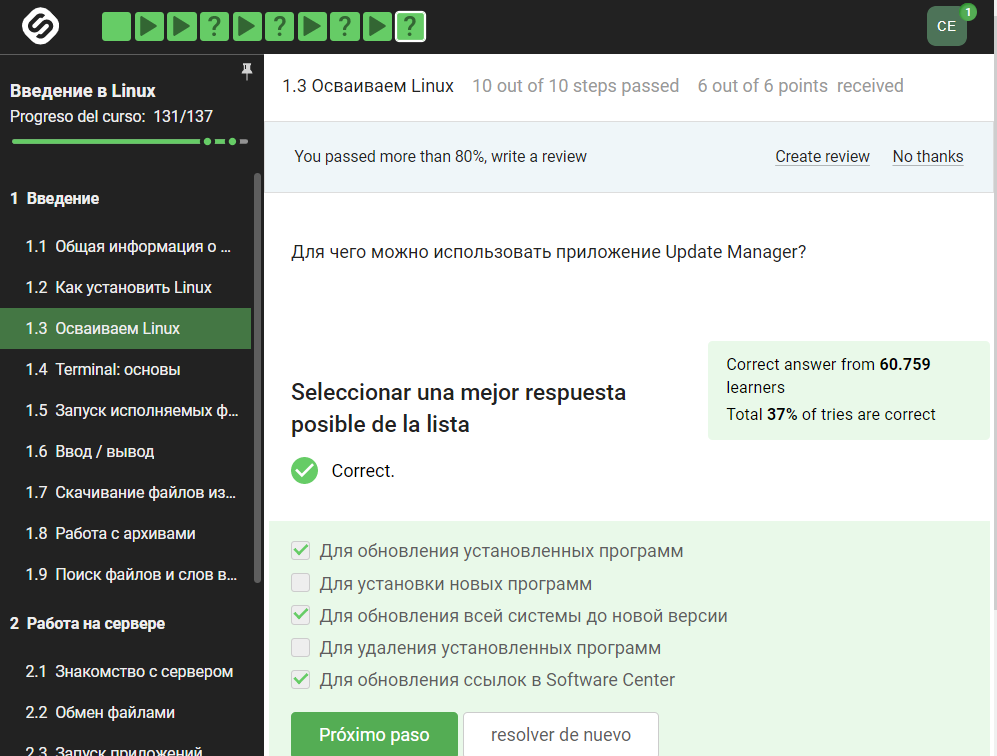 ? ? ? ?
CE 1
Введение в Linux
Progreso del curso: 131/137
1 Введение
1.1 Общая информация о ...
1.2 Как установить Linux
1.3 Осваиваем Linux
1.4 Terminal: основы
1.5 Запуск исполняемых ф...
1.6 Ввод / вывод
1.7 Скачивание файлов из...
1.8 Работа с архивами
1.9 Поиск файлов и слов в...
2 Работа на сервере
2.1 Знакомство с сервером
2.2 Обмен файлами
2.3 Запуск приложений
1.3 Осваиваем Linux 10 out of 10 steps passed 6 out of 6 points received
You passed more than 80%, write a review Create review No thanks
Для чего можно использовать приложение Update Manager?
Seleccionar una mejor respuesta
posible de la lista
Correct answer from 60.759
learners
Total 37% of tries are correct
Correct.
Для обновления установленных программ
Для установки новых программ
Для обновления всей системы до новой версии
Для удаления установленных программ
Для обновления ссылок в Software Center
Próximo paso resolver de nuevo